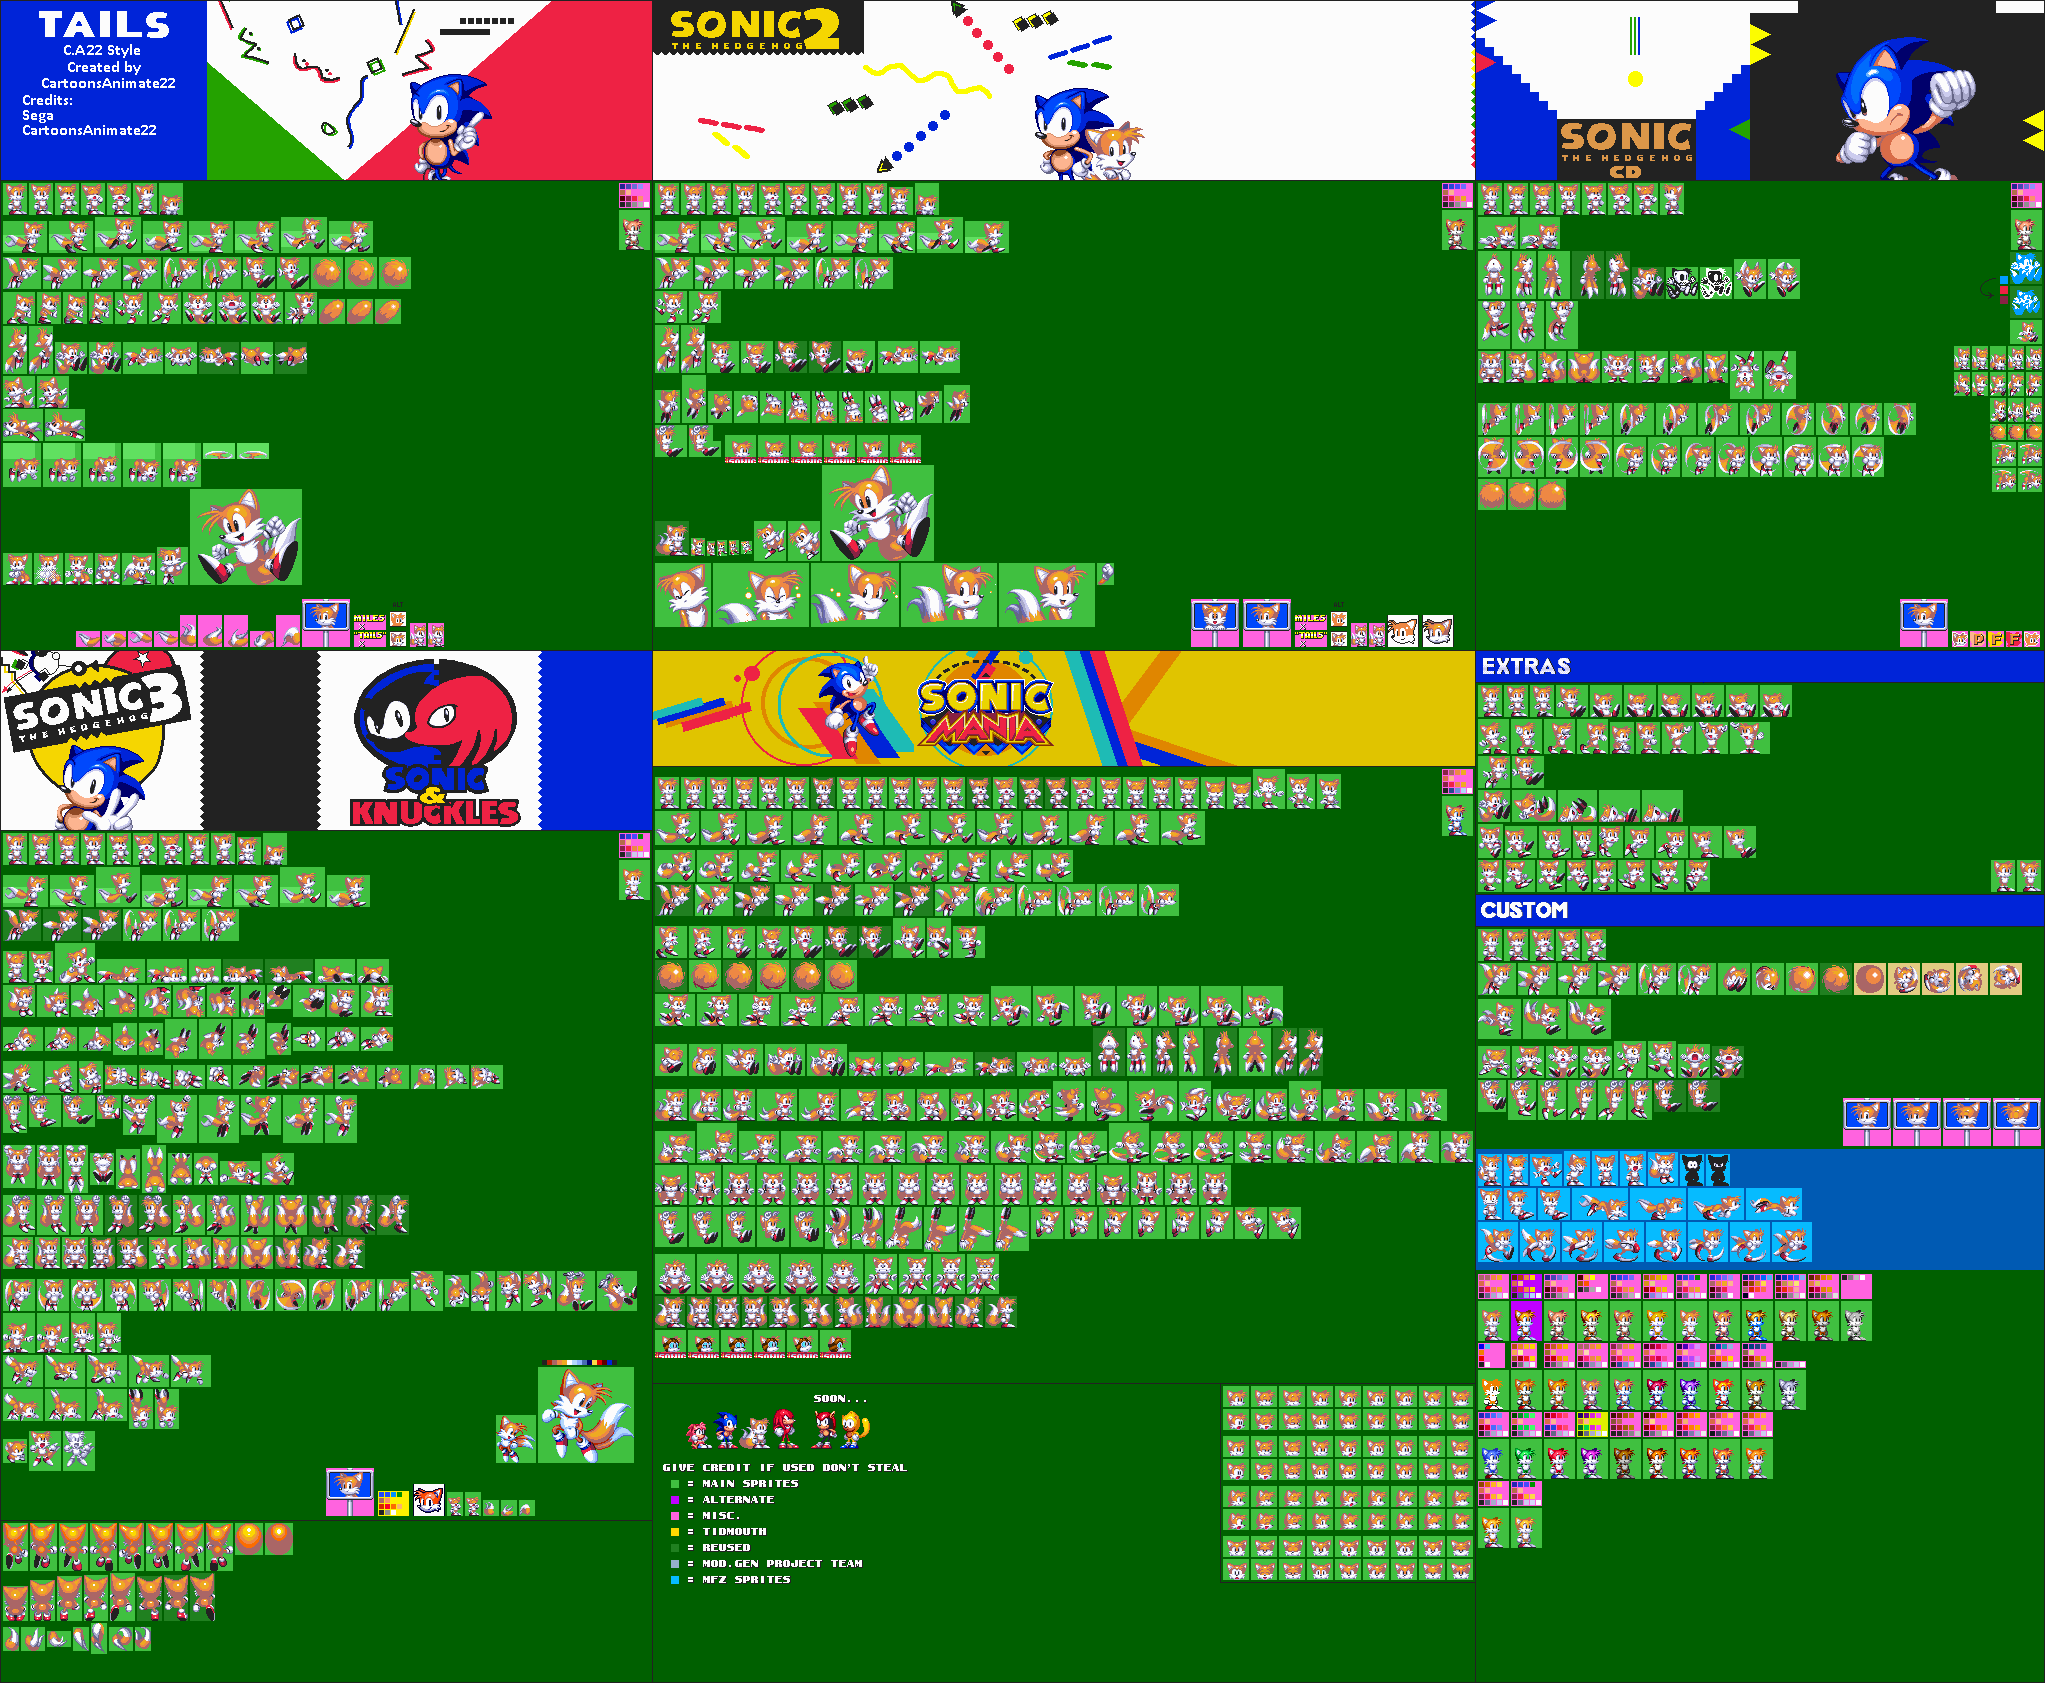 TAILS
C.A22 Style
Created by
CartoonsAnimate22
Credits:
Sega
CartoonsAnimate22
SONIC 2
THE HEDGEHOG
SONIC
THE HEDGEHOG
CD
MILES
"TAILS"
MILES
"TAILS"
SONIC 3
THE HEDGEHOG
SONIC
&
KNUCKLES
SONIC
MANIA
EXTRAS
CUSTOM
SOON...
GIVE CREDIT IF USED DON'T STEAL
= MAIN SPRITES
= ALTERNATE
= MISC.
= TIDMOUTH
= REUSED
= MOD.GEN PROJECT TEAM
= MFZ SPRITES